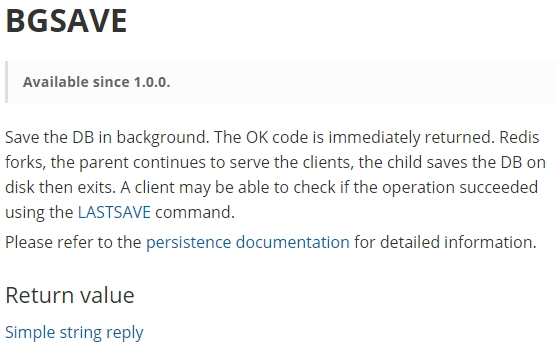 BGSAVE
Available since 1.0.0.
Save the DB in background. The OK code is immediately returned. Redis
forks, the parent continues to serve the clients, the child saves the DB on
disk then exits. A client may be able to check if the operation succeeded
using the LASTSAVE command.
Please refer to the persistence documentation for detailed information.
Return value
Simple string reply